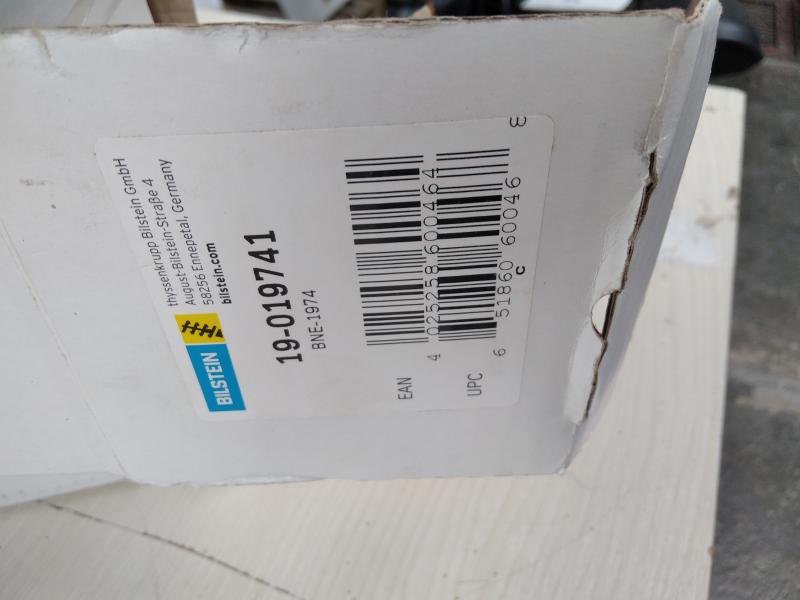 BILSTEIN
thyssenkrupp Bilstein GmbH
August-Bilstein-Straße 4
58256 Ennepetal, Germany
bilstein.com
19-019741
BNE-1974
EAN
4 025258 600464
UPC
6 51860 60046 8
C